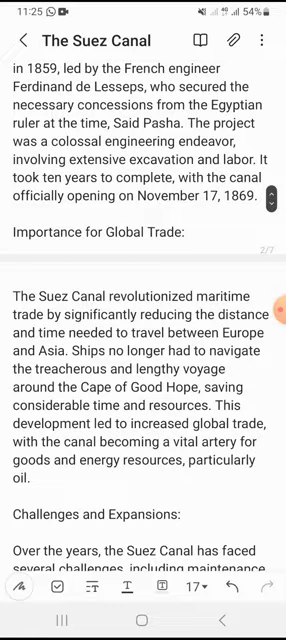 11:25 54%
The Suez Canal
in 1859, led by the French engineer
Ferdinand de Lesseps, who secured the
necessary concessions from the Egyptian
ruler at the time, Said Pasha. The project
was a colossal engineering endeavor,
involving extensive excavation and labor. It
took ten years to complete, with the canal
officially opening on November 17, 1869.
Importance for Global Trade:
2/7
The Suez Canal revolutionized maritime
trade by significantly reducing the distance
and time needed to travel between Europe
and Asia. Ships no longer had to navigate
the treacherous and lengthy voyage
around the Cape of Good Hope, saving
considerable time and resources. This
development led to increased global trade,
with the canal becoming a vital artery for
goods and energy resources, particularly
oil.
Challenges and Expansions:
Over the years, the Suez Canal has faced
several challenges, including maintenance
17